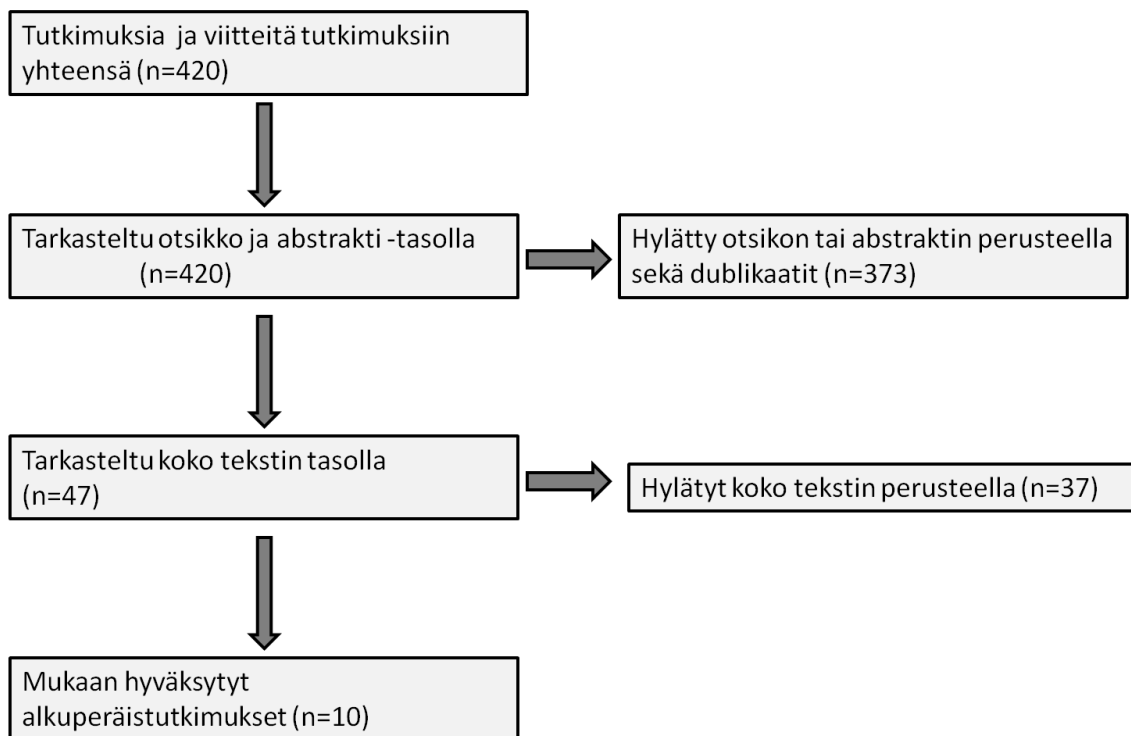 Tutkimuksia ja viitteitä tutkimuksiin
yhteensä (n=420)
Tarkasteltu otsikko ja abstrakti -tasolla
(n=420)
Hylätty otsikon tai abstraktin perusteella
sekä dublikaatit (n=373)
Tarkasteltu koko tekstin tasolla
(n=47)
Hylätyt koko tekstin perusteella (n=37)
Mukaan hyväksytyt
alkuperäistutkimukset (n=10)